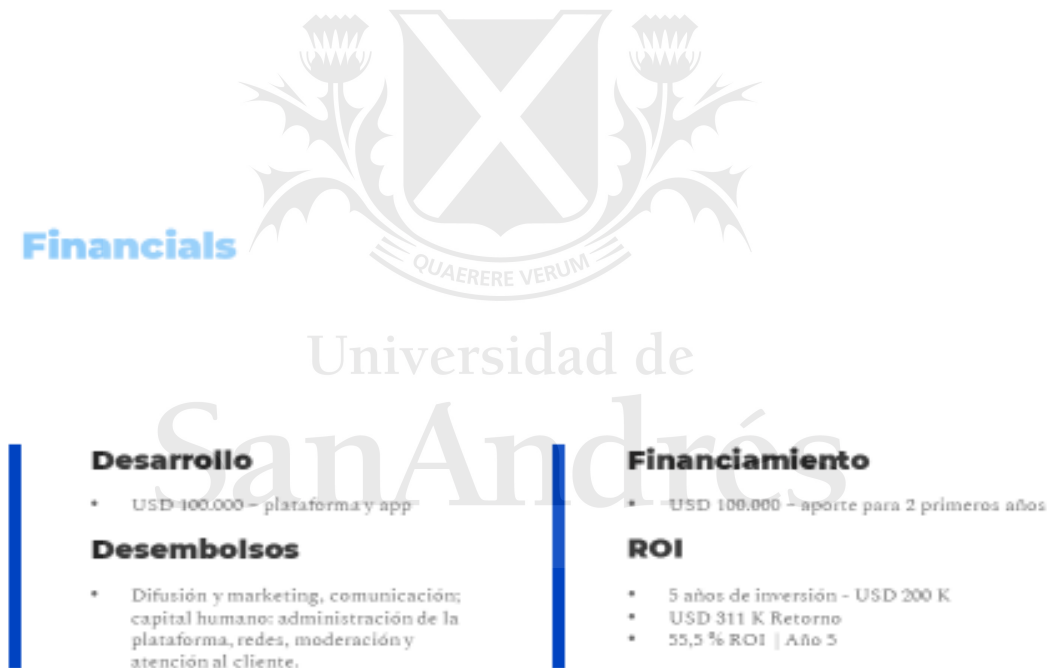 QUAERERE VERUM
Financials
Universidad de
SanAndrés
Desarrollo
• USD 100.000 – plataforma y app
Desembolsos
• Difusión y marketing, comunicación;
capital humano: administración de la
plataforma, redes, moderación y
atención al cliente.
Financiamiento
• USD 100.000 – aporte para 2 primeros años
ROI
• 5 años de inversión - USD 200 K
• USD 311 K Retorno
• 55,5 % ROI | Año 5